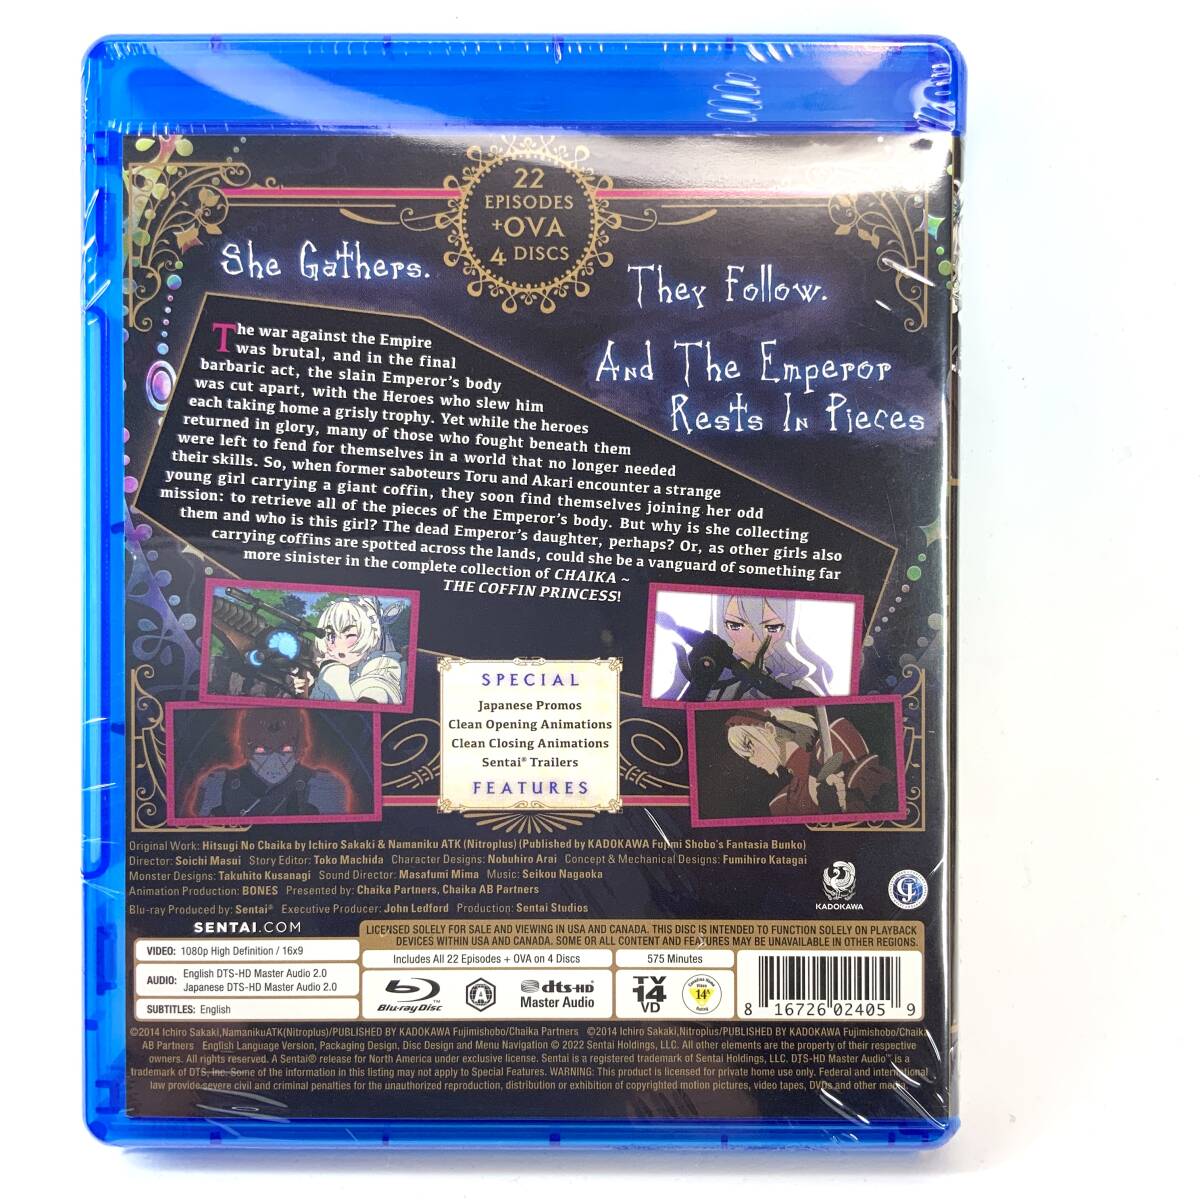 22
EPISODES
+OVA
4 DISCS
She Gathers.
They Follow.
And The Emperor
Rests In Pieces
The war against the Empire
was brutal, and in the final
barbaric act, the slain Emperor's body
was cut apart, with the Heroes who slew him
each taking home a grisly trophy. Yet while the heroes
returned in glory, many of those who fought beneath them
were left to fend for themselves in a world that no longer needed
their skills. So, when former saboteurs Toru and Akari encounter a strange
young girl carrying a giant coffin, they soon find themselves joining her odd
mission: to retrieve all of the pieces of the Emperor's body. But why is she collecting
them and who is this girl? The dead Emperor's daughter, perhaps? Or, as other girls also
carrying coffins are spotted across the lands, could she be a vanguard of something far
more sinister in the complete collection of CHAIKA ~
THE COFFIN PRINCESS!
SPECIAL
Japanese Promos
Clean Opening Animations
Clean Closing Animations
Sentai® Trailers
FEATURES
Original Work: Hitsugi No Chaika by Ichiro Sakaki & Namaniku ATK (Nitroplus) (Published by KADOKAWA Fujimi Shobo's Fantasia Bunko)
Director: Soichi Masui Story Editor: Toko Machida Character Designs: Nobuhiro Arai Concept & Mechanical Designs: Fumihiro Katagai
Monster Designs: Takuhito Kusanagi Sound Director: Masafumi Mima Music: Seikou Nagaoka
Animation Production: BONES Presented by: Chaika Partners, Chaika AB Partners
Blu-ray Produced by: Sentai® Executive Producer: John Ledford Production: Sentai Studios
KADOKAWA
SENTAI.COM
LICENSED SOLELY FOR SALE AND VIEWING IN USA AND CANADA. THIS DISC IS INTENDED TO FUNCTION SOLELY ON PLAYBACK
DEVICES WITHIN USA AND CANADA. SOME OR ALL CONTENT AND FEATURES MAY BE UNAVAILABLE IN OTHER REGIONS.
VIDEO: 1080p High Definition / 16x9
AUDIO: English DTS-HD Master Audio 2.0
Japanese DTS-HD Master Audio 2.0
SUBTITLES: English
Includes All 22 Episodes + OVA on 4 Discs
575 Minutes
Blu-ray Disc
A
dts-HD
Master Audio
TV
14
VD
Canadian Home Video
14A
Rating
8 16726 02405 9
©2014 Ichiro Sakaki,NamanikuATK(Nitroplus)/PUBLISHED BY KADOKAWA Fujimishobo/Chaika Partners ©2014 Ichiro Sakaki,Nitroplus/PUBLISHED BY KADOKAWA Fujimishobo/Chaika
AB Partners English Language Version, Packaging Design, Disc Design and Menu Navigation © 2022 Sentai Holdings, LLC. All other elements are the property of their respective
owners. All rights reserved. A Sentai® release for North America under exclusive license. Sentai is a registered trademark of Sentai Holdings, LLC. DTS-HD Master Audio™ is a
trademark of DTS, Inc. Some of the information in this listing may not apply to Special Features. WARNING: This product is licensed for private home use only. Federal and international
law provide severe civil and criminal penalties for the unauthorized reproduction, distribution or exhibition of copyrighted motion pictures, video tapes, DVDs and other media.